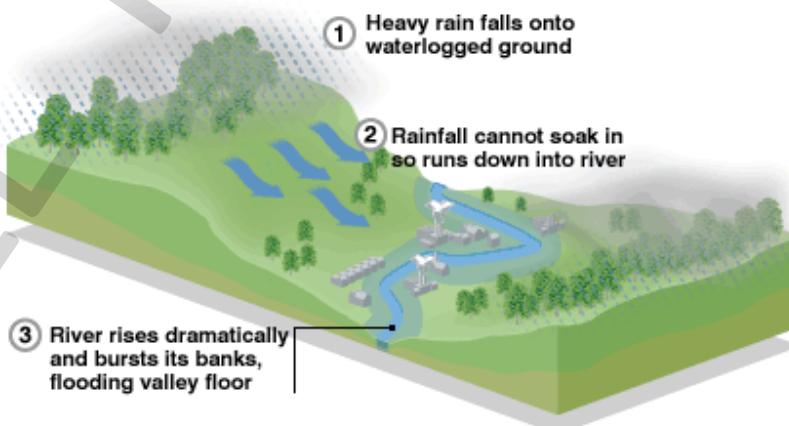 1 Heavy rain falls onto
waterlogged ground
2 Rainfall cannot soak in
so runs down into river
3 River rises dramatically
and bursts its banks,
flooding valley floor